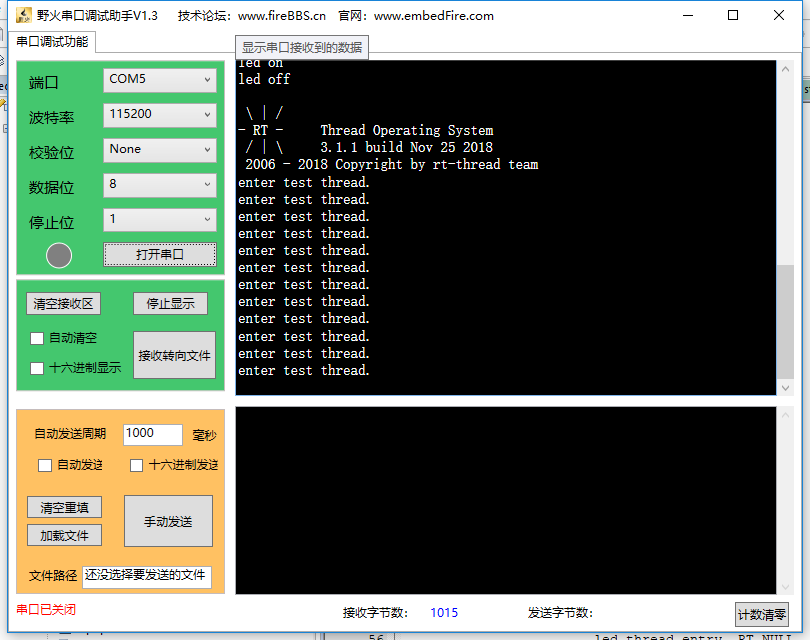 野火串口调试助手V1.3 技术论坛：www.fireBBS.cn 官网：www.embedFire.com
串口调试功能
显示串口接收到的数据
端口 COM5
波特率 115200
校验位 None
数据位 8
停止位 1
打开串口
清空接收区 停止显示
自动清空
十六进制显示
接收转向文件
自动发送周期 1000 毫秒
自动发送 十六进制发送
清空重填
加载文件
手动发送
文件路径 还没选择要发送的文件
led on
led off
\ | /
- RT - Thread Operating System
/ | \ 3.1.1 build Nov 25 2018
2006 - 2018 Copyright by rt-thread team
enter test thread.
enter test thread.
enter test thread.
enter test thread.
enter test thread.
enter test thread.
enter test thread.
enter test thread.
enter test thread.
enter test thread.
enter test thread.
enter test thread.
串口已关闭 接收字节数： 1015 发送字节数： 计数清零